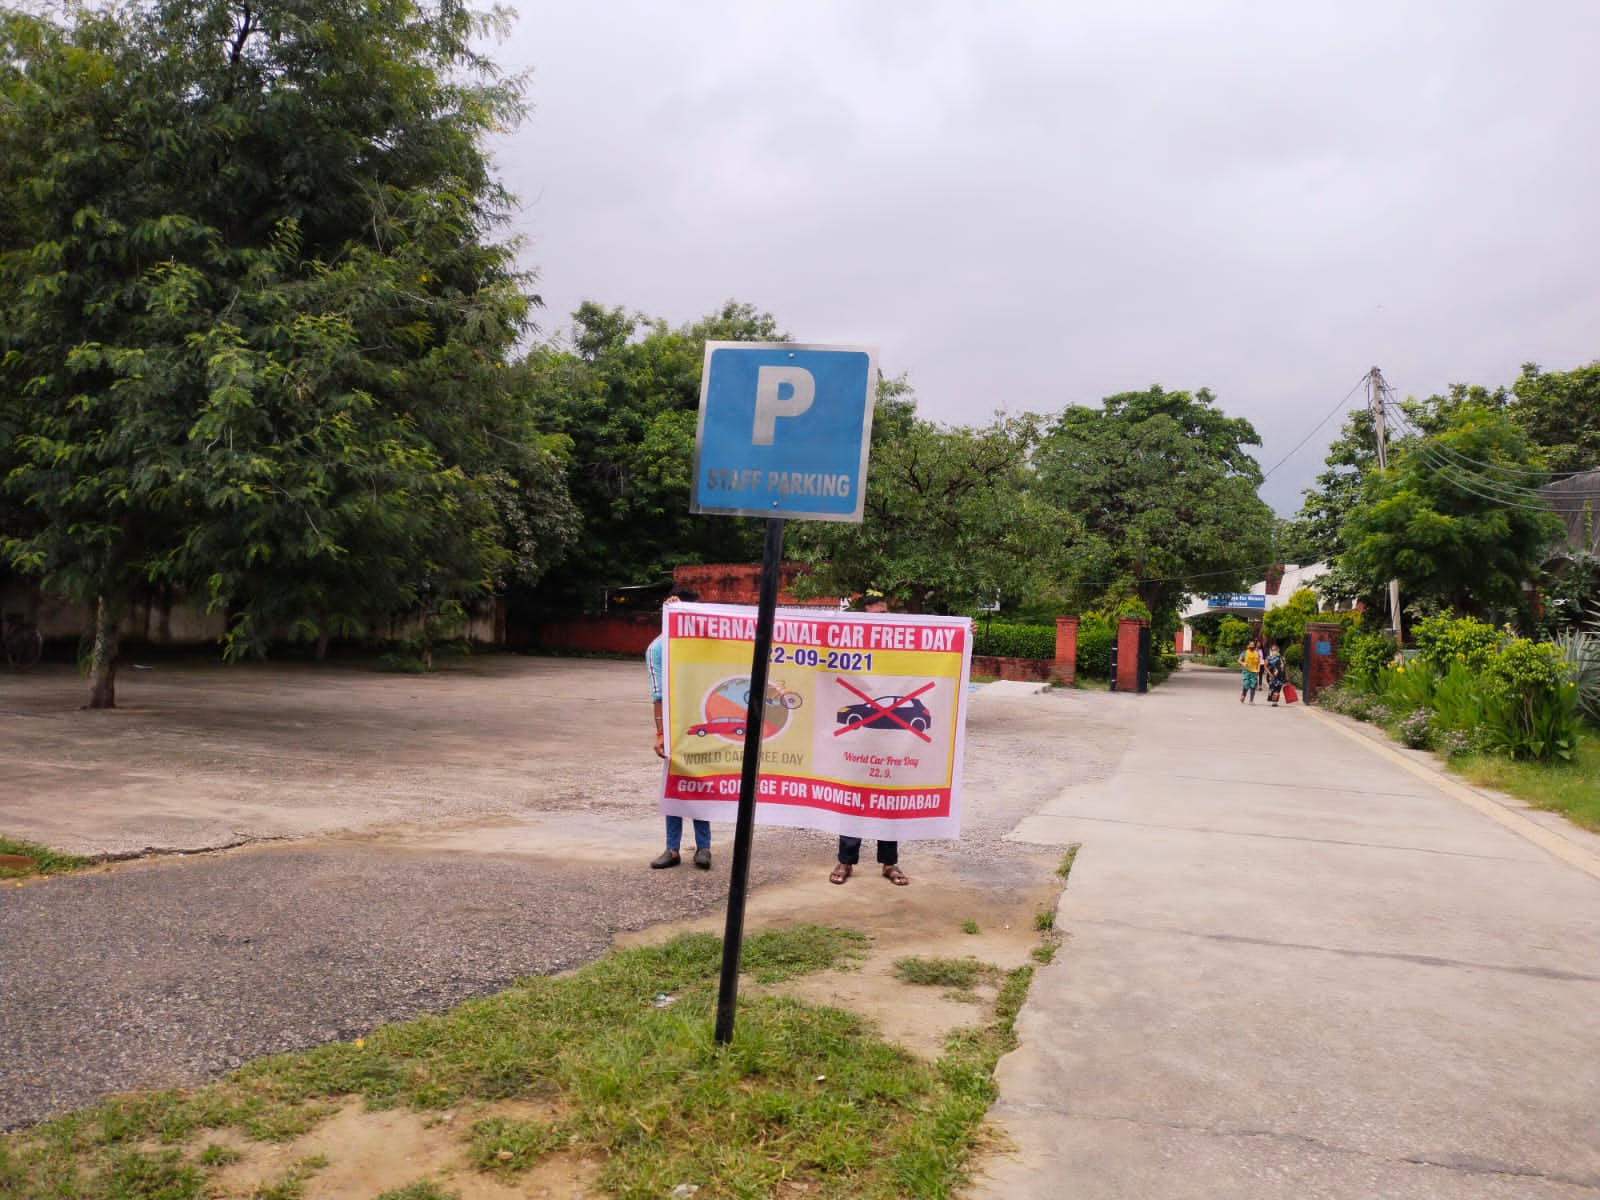 P
STAFF PARKING
INTERNATIONAL CAR FREE DAY
22-09-2021
WORLD CAR FREE DAY
World Car Free Day
22. 9.
GOVT. COLLEGE FOR WOMEN, FARIDABAD